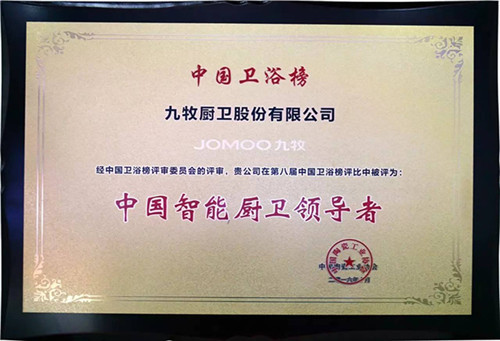 中国卫浴榜
九牧厨卫股份有限公司
JOMOO九牧
经中国卫浴榜评审委员会的评审，贵公司在第八届中国卫浴榜评比中被评为：
中国智能厨卫领导者